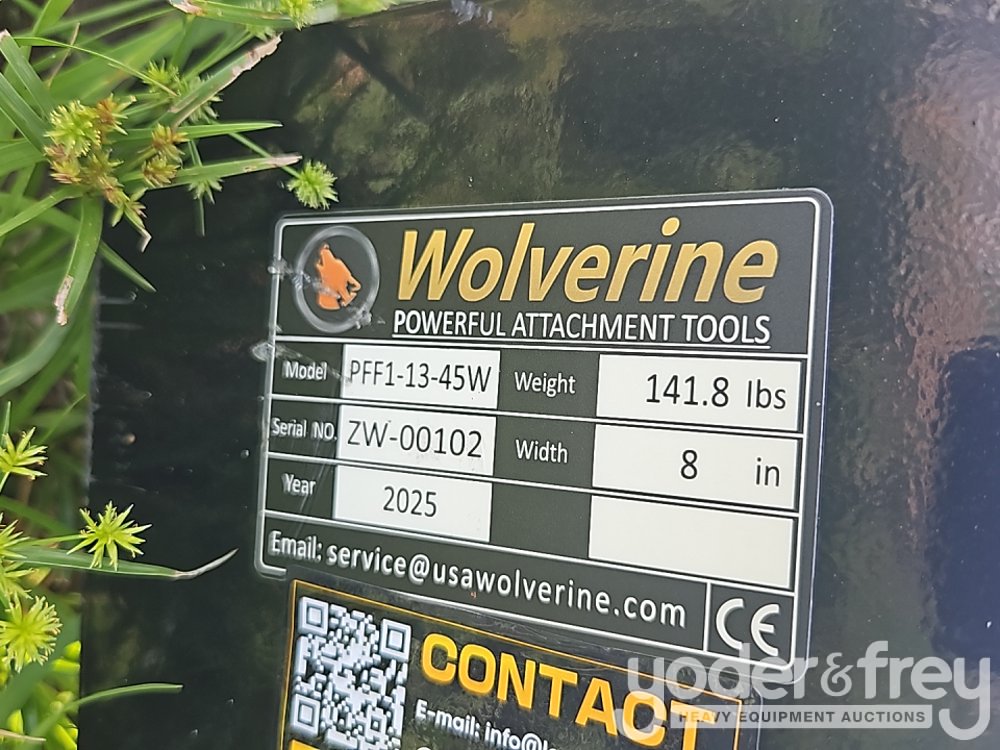 Wolverine
POWERFUL ATTACHMENT TOOLS
Model PFF1-13-45W Weight 141.8 lbs
Serial NO. ZW-00102 Width 8 in
Year 2025
Email: service@usawolverine.com CE
CONTACT
E-mail:
yoder&frey
HEAVY EQUIPMENT AUCTIONS